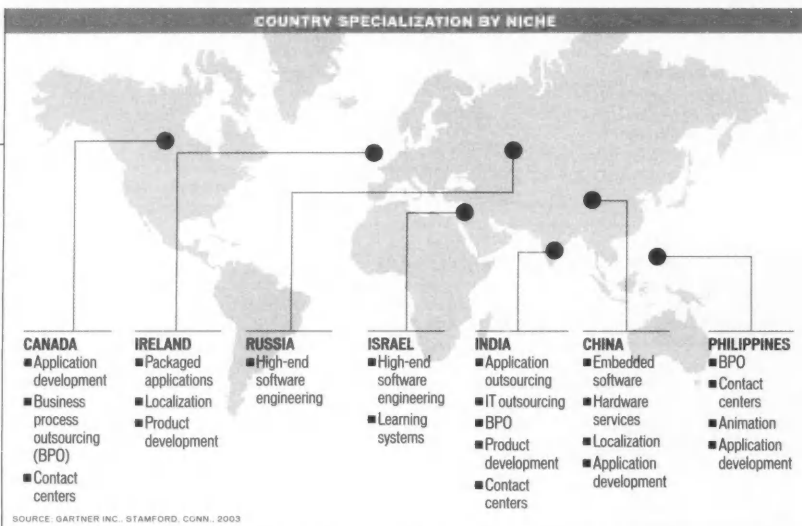 COUNTRY SPECIALIZATION BY NICHE
CANADA
■ Application
development
■ Business
process
outsourcing
(BPO)
■ Contact
centers
IRELAND
■ Packaged
applications
■ Localization
■ Product
development
RUSSIA
■ High-end
software
engineering
ISRAEL
■ High-end
software
engineering
■ Learning
systems
INDIA
■ Application
outsourcing
■ IT outsourcing
■ BPO
■ Product
development
■ Contact
centers
CHINA
■ Embedded
software
■ Hardware
services
■ Localization
■ Application
development
PHILIPPINES
■ BPO
■ Contact
centers
■ Animation
■ Application
development
SOURCE: GARTNER INC., STAMFORD, CONN., 2003